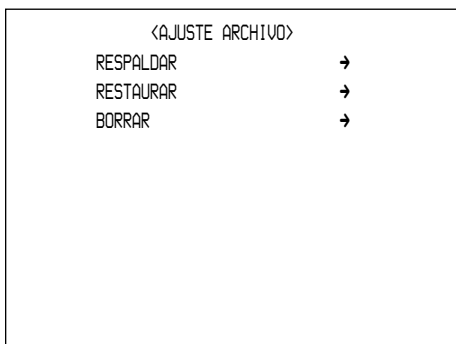 <AJUSTE ARCHIVO>
RESPALDAR →
RESTAURAR →
BORRAR →